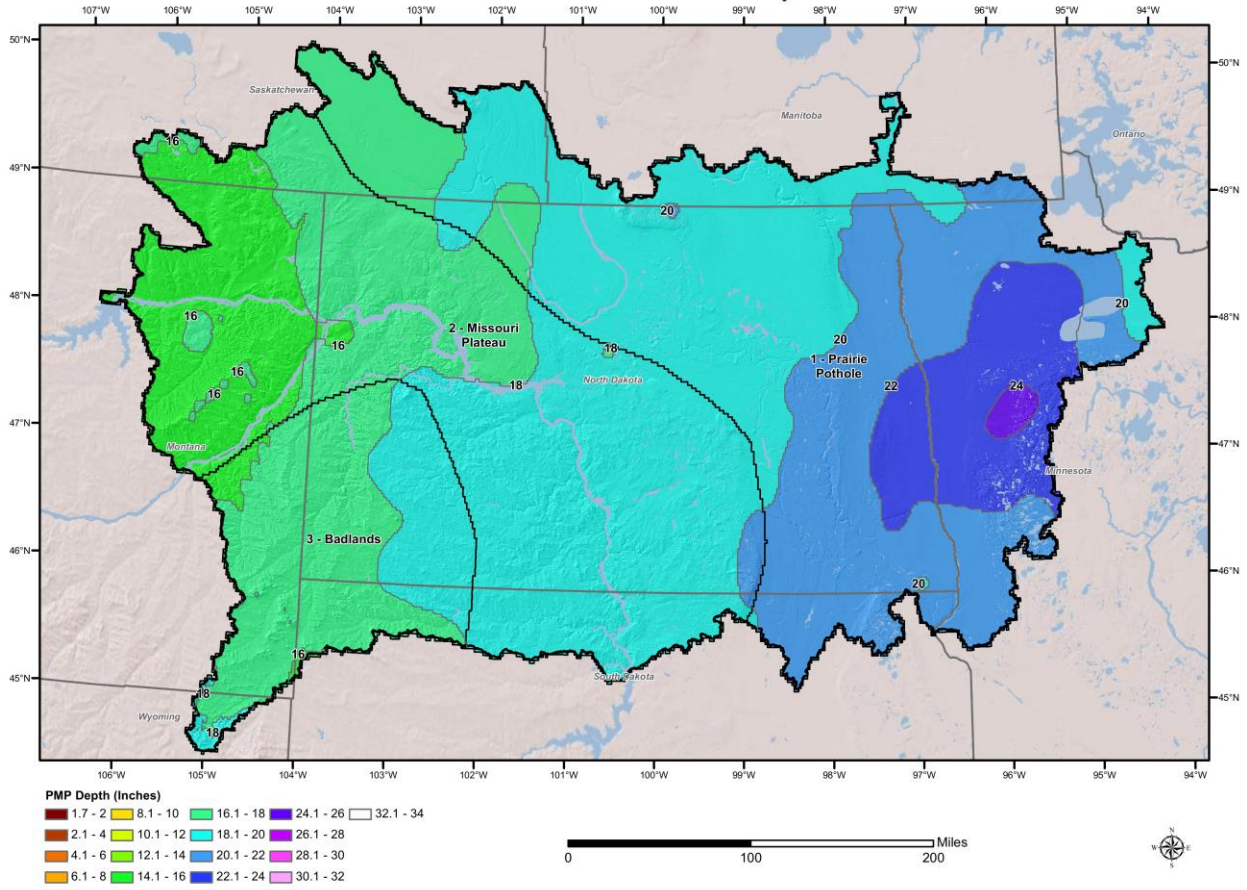 106°W 105°W 104°W 103°W 102°W 101°W 100°W 99°W 98°W 97°W 96°W 95°W 94°W
50°N 50°N
Saskatchewan
Manitoba
Ontario
49°N 16 49°N
20
48°N 48°N
16 20
2 - Missouri
Plateau
16 18 20
1 - Prairie
Pothole
16 18 North Dakota 22 24
16
47°N 47°N
Montana Minnesota
3 - Badlands
46°N 46°N
20
16
45°N 45°N
18 South Dakota
Wyoming
18
106°W 105°W 104°W 103°W 102°W 101°W 100°W 99°W 98°W 97°W 96°W 95°W 94°W
PMP Depth (Inches)
1.7 - 2 8.1 - 10 16.1 - 18 24.1 - 26 32.1 - 34
2.1 - 4 10.1 - 12 18.1 - 20 26.1 - 28
4.1 - 6 12.1 - 14 20.1 - 22 28.1 - 30
6.1 - 8 14.1 - 16 22.1 - 24 30.1 - 32
Miles
0 100 200
N
W E
S